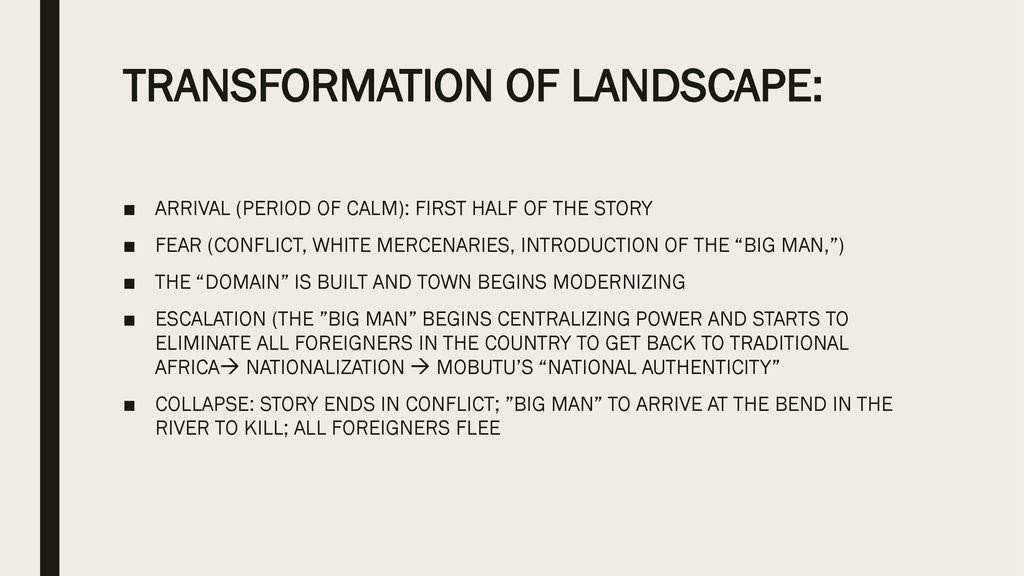 TRANSFORMATION OF LANDSCAPE:
■ ARRIVAL (PERIOD OF CALM): FIRST HALF OF THE STORY
■ FEAR (CONFLICT, WHITE MERCENARIES, INTRODUCTION OF THE “BIG MAN,”)
■ THE “DOMAIN” IS BUILT AND TOWN BEGINS MODERNIZING
■ ESCALATION (THE ”BIG MAN” BEGINS CENTRALIZING POWER AND STARTS TO
ELIMINATE ALL FOREIGNERS IN THE COUNTRY TO GET BACK TO TRADITIONAL
AFRICA→ NATIONALIZATION → MOBUTU’S “NATIONAL AUTHENTICITY”
■ COLLAPSE: STORY ENDS IN CONFLICT; ”BIG MAN” TO ARRIVE AT THE BEND IN THE
RIVER TO KILL; ALL FOREIGNERS FLEE